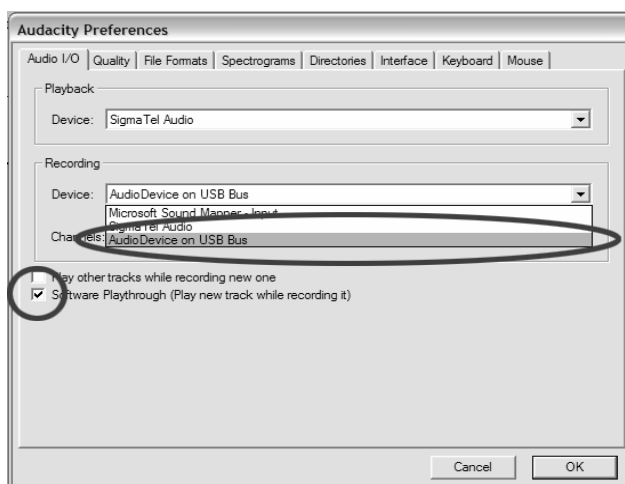 Audacity Preferences
Audio I/O Quality File Formats Spectrograms Directories Interface Keyboard Mouse
Playback
Device: SigmaTel Audio
Recording
Device: AudioDevice on USB Bus
Microsoft Sound Mapper - Input
SigmaTel Audio
Channels: AudioDevice on USB Bus
Play other tracks while recording new one
Software Playthrough (Play new track while recording it)
Cancel OK